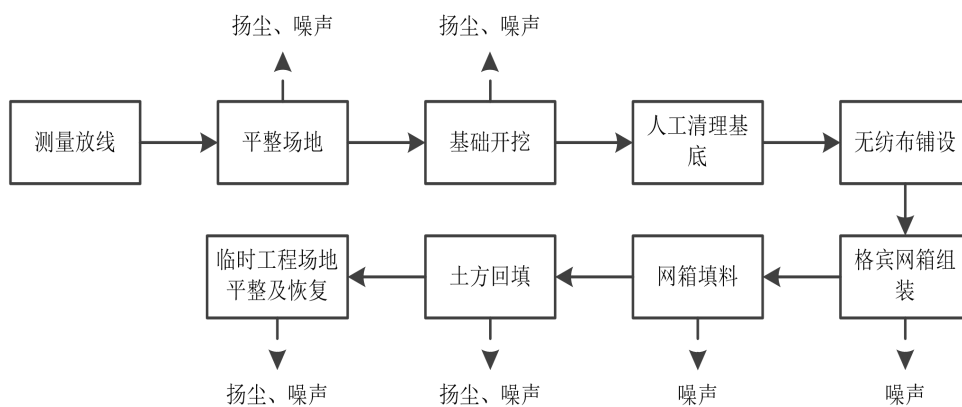 扬尘、噪声
扬尘、噪声
测量放线
平整场地
基础开挖
人工清理基
底
无纺布铺设
临时工程场地
平整及恢复
土方回填
网箱填料
格宾网箱组
装
扬尘、噪声
扬尘、噪声
噪声
噪声